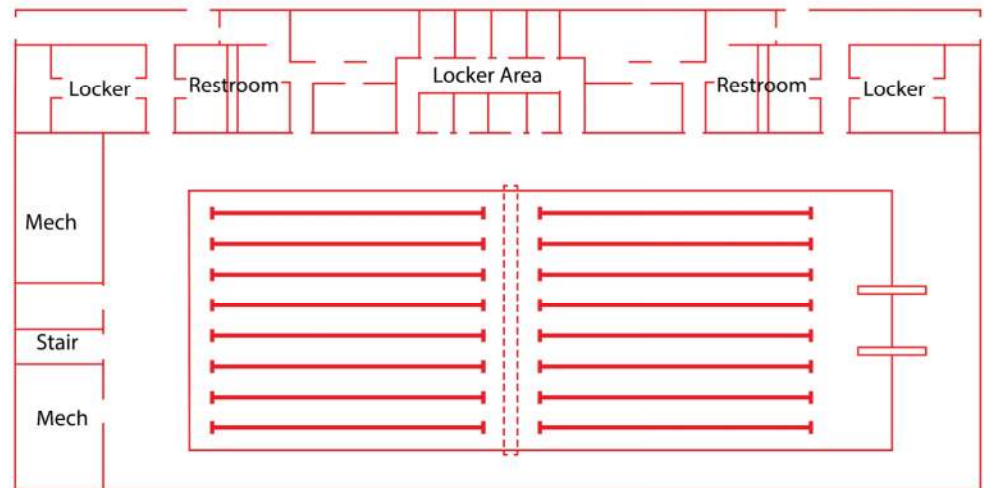 Locker Area
Locker
Restroom
Restroom
Locker
Mech
Stair
Mech